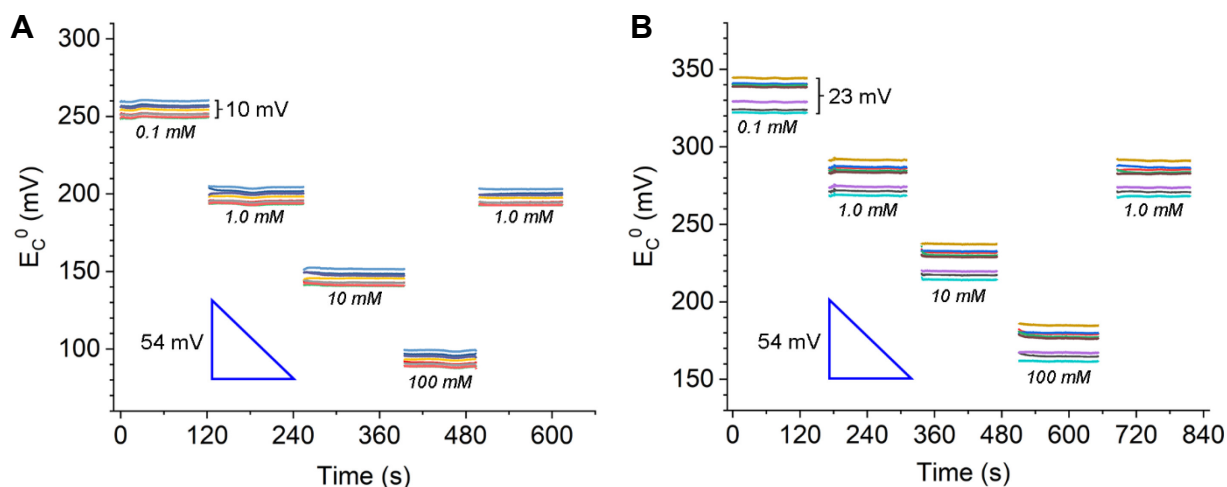 A
E_C^0 (mV)
300
250
200
150
100
10 mV
0.1 mM
1.0 mM
10 mM
100 mM
1.0 mM
54 mV
0 120 240 360 480 600
Time (s)
B
E_C^0 (mV)
350
300
250
200
150
23 mV
0.1 mM
1.0 mM
10 mM
100 mM
1.0 mM
54 mV
0 120 240 360 480 600 720 840
Time (s)